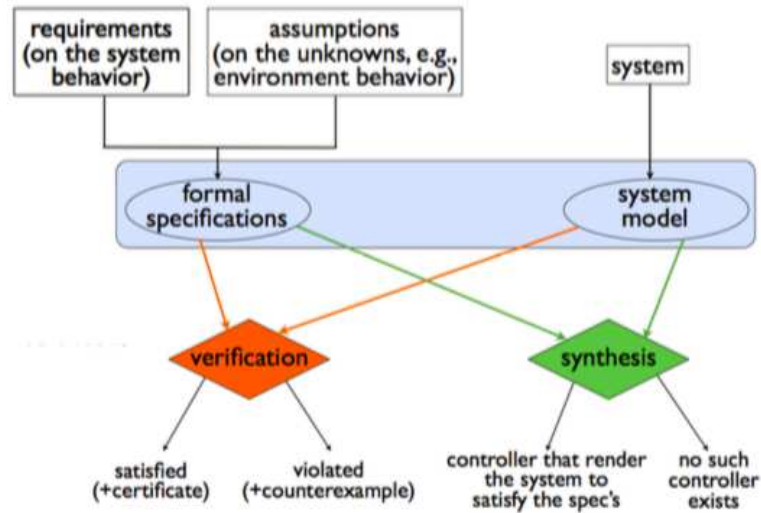 requirements
(on the system
behavior)
assumptions
(on the unknowns, e.g.,
environment behavior)
system
formal
specifications
system
model
verification
synthesis
satisfied
(+certificate)
violated
(+counterexample)
controller that render
the system to
satisfy the spec's
no such
controller
exists